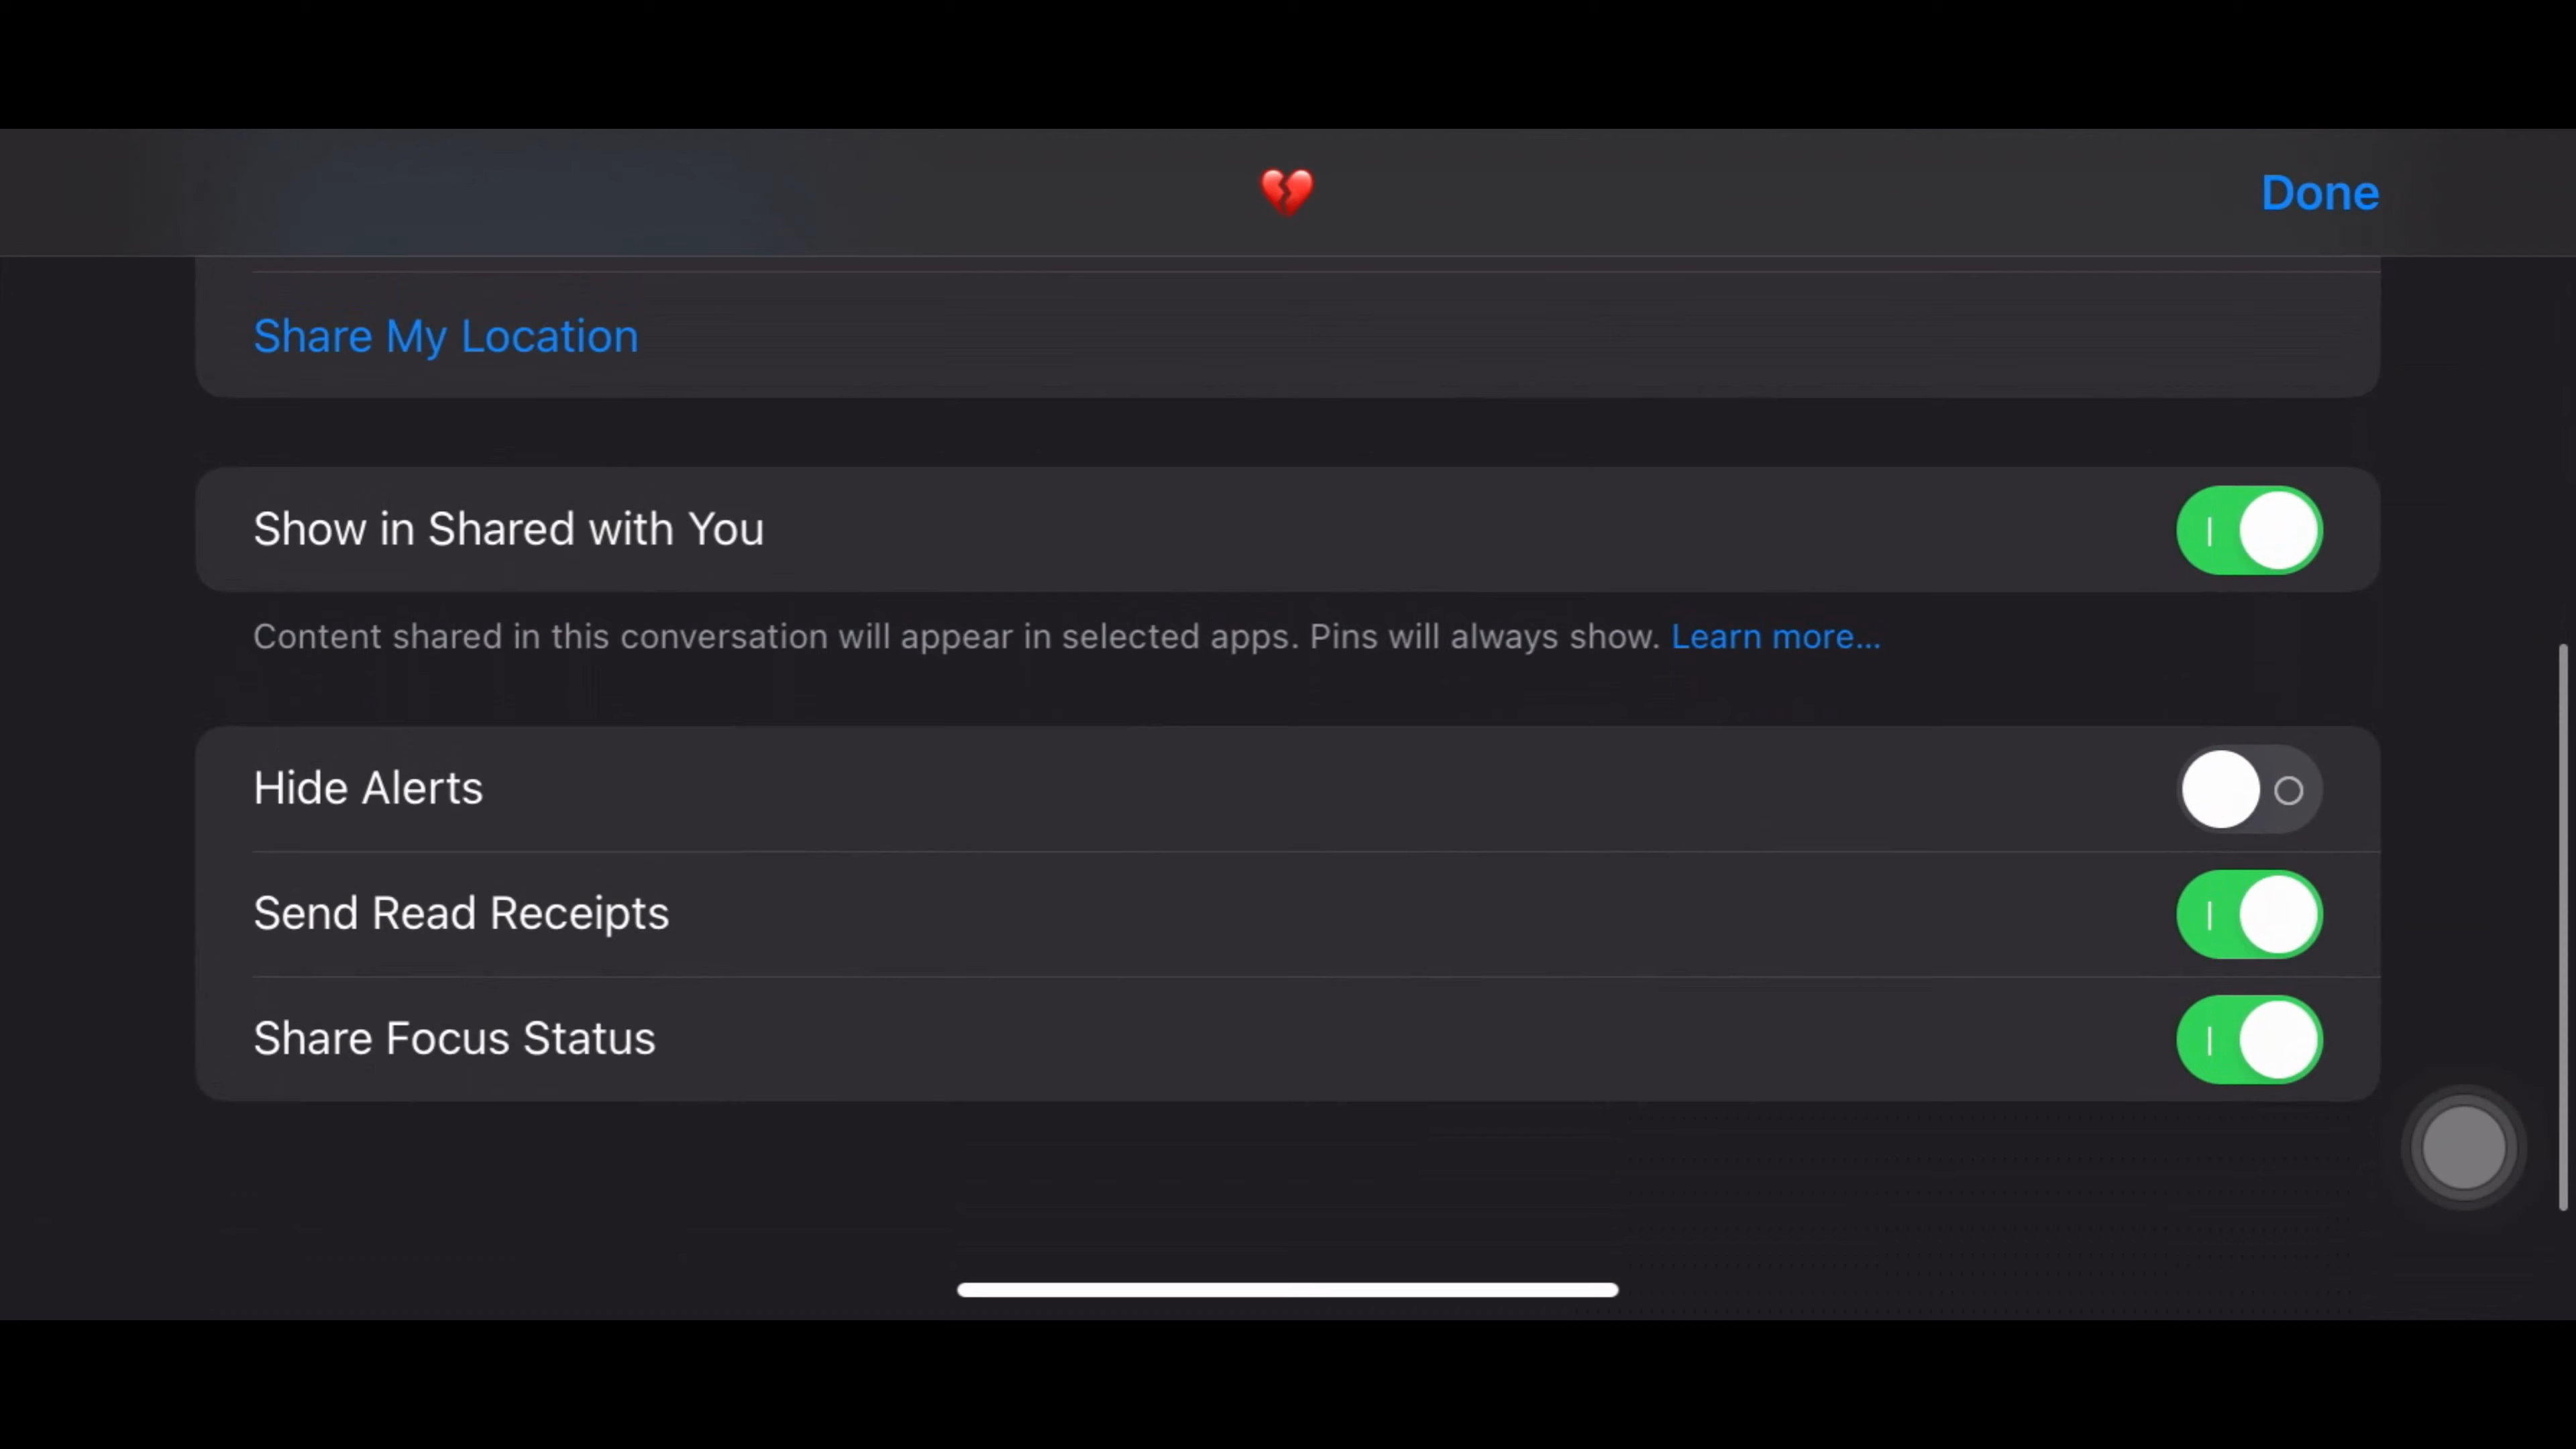 💔
Done
Share My Location
Show in Shared with You
Content shared in this conversation will appear in selected apps. Pins will always show. Learn more...
Hide Alerts
Send Read Receipts
Share Focus Status